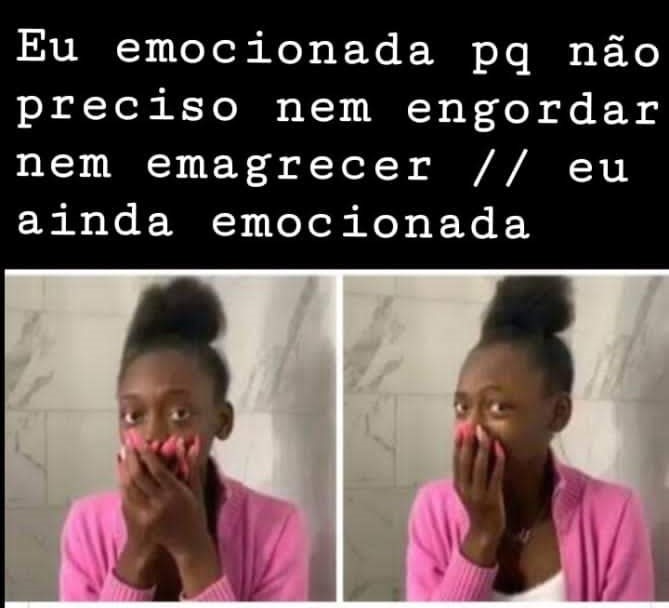 Eu emocionada pq não
preciso nem engordar
nem emagrecer // eu
ainda emocionada